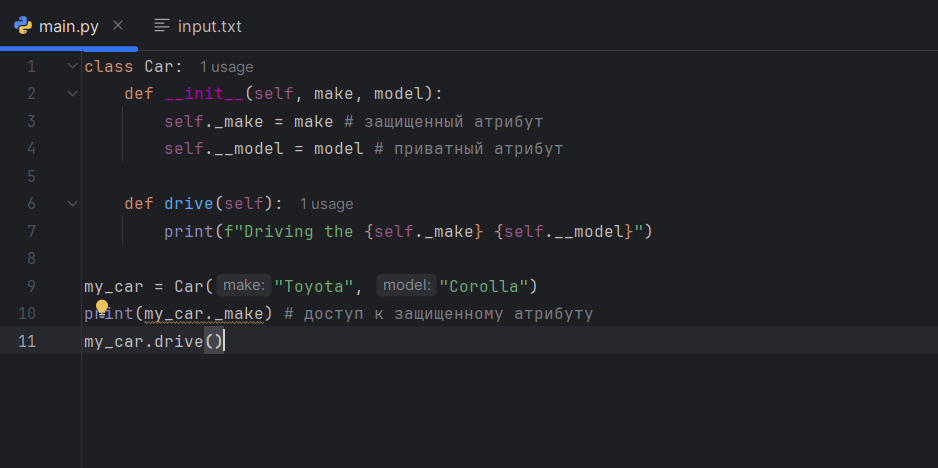 main.py × input.txt
1 class Car: 1 usage
2 def __init__(self, make, model):
3 self._make = make # защищенный атрибут
4 self.__model = model # приватный атрибут
5
6 def drive(self): 1 usage
7 print(f"Driving the {self._make} {self.__model}")
8
9 my_car = Car( make: "Toyota", model: "Corolla")
10 print(my_car._make) # доступ к защищенному атрибуту
11 my_car.drive()